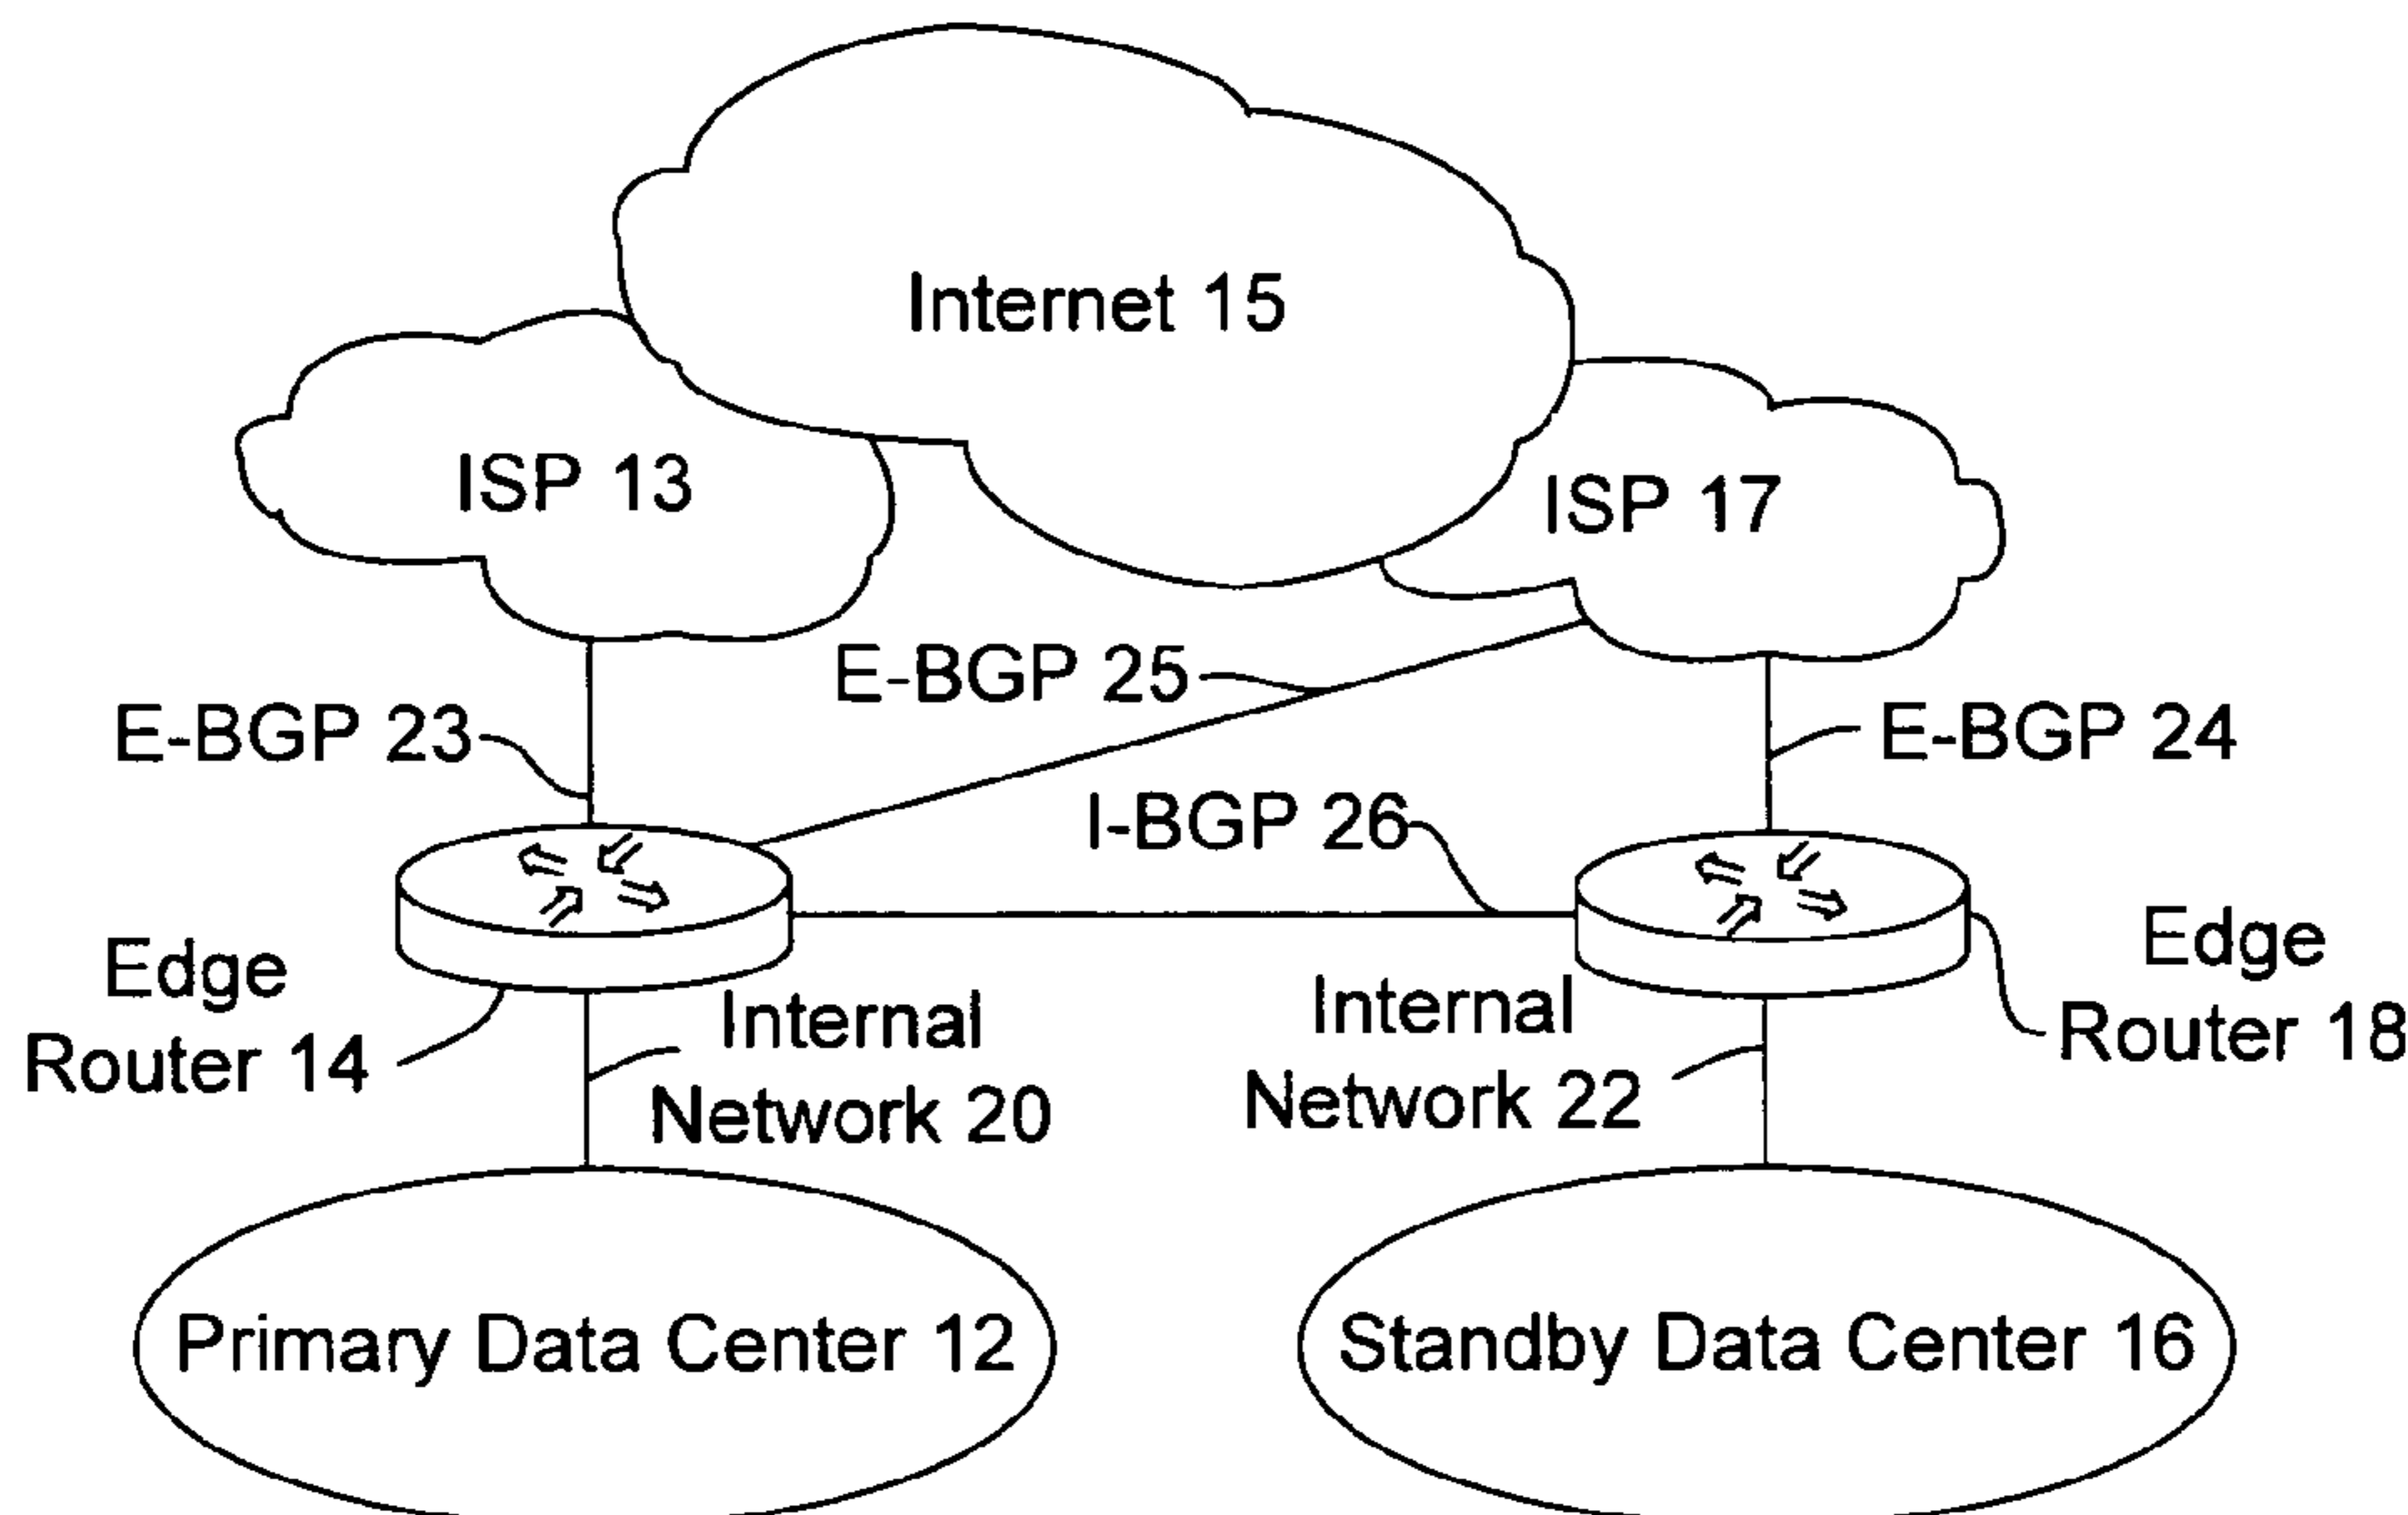 Internet 15
ISP 13
ISP 17
E-BGP 25
E-BGP 23
E-BGP 24
I-BGP 26
Edge
Router 14
Internal
Network 20
Internal
Network 22
Edge
Router 18
Primary Data Center 12
Standby Data Center 16